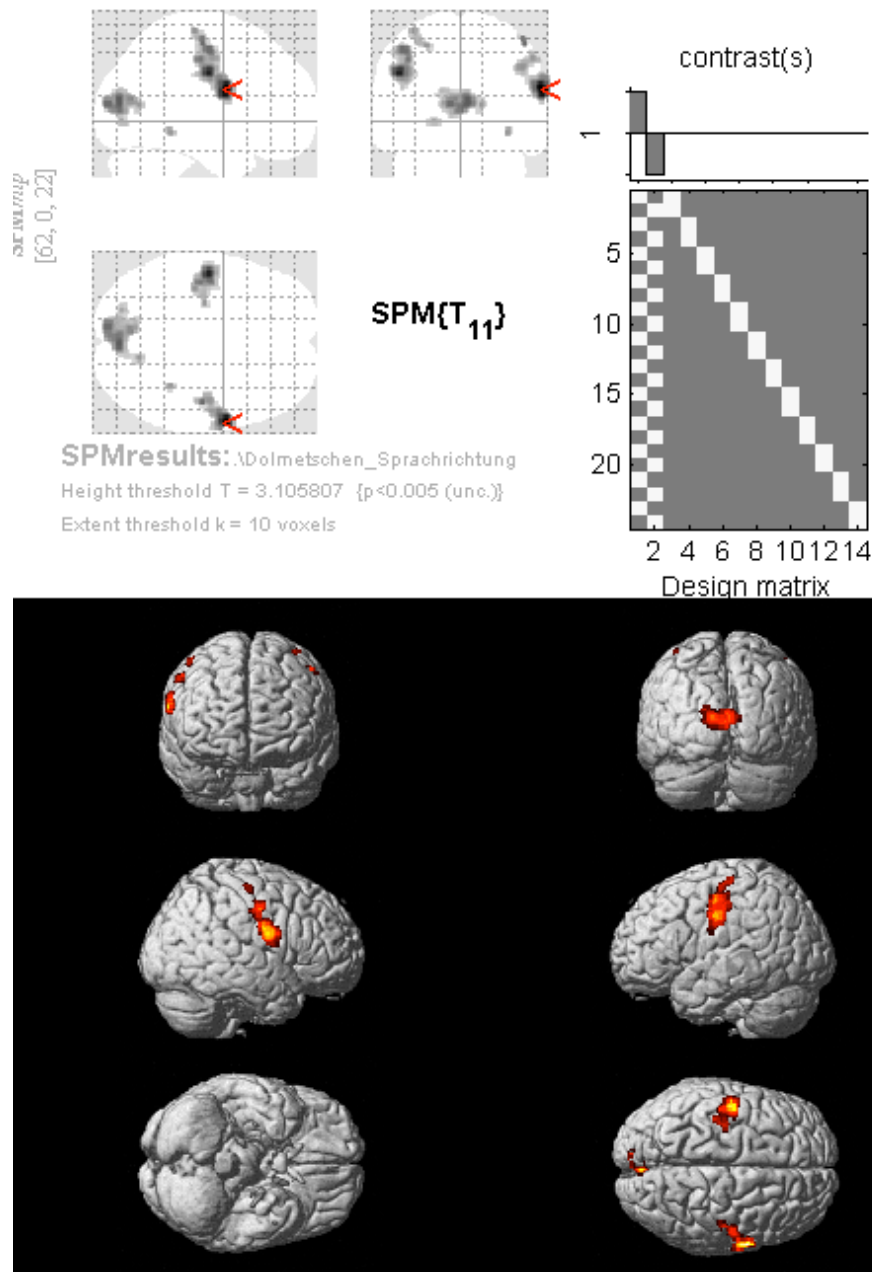 contrast(s)
1
[62, 0, 22]
SPM{T11}
5
10
15
20
2 4 6 8 10 12 14
Design matrix
SPMresults: .\Dolmetschen_Sprachrichtung
Height threshold T = 3.105807 {p<0.005 (unc.)}
Extent threshold k = 10 voxels